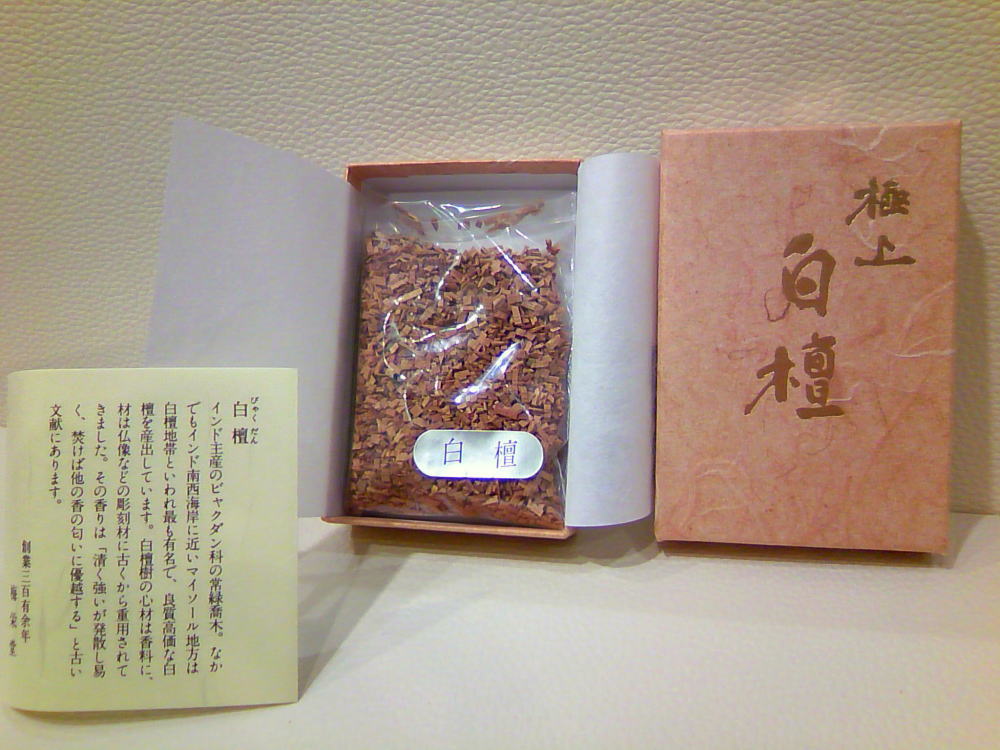 極上
白檀
白檀
びゃくだん
白檀
インド主産のビャクダン科の常緑喬木。なか
でもインド南西海岸に近いマイソール地方は
白檀地帯といわれ最も有名で、良質高価な白
檀を産出しています。白檀樹の心材は香料に、
材は仏像などの彫刻材に古くから重用されて
きました。その香りは「清く強いが発散し易
く、焚けば他の香の匂いに優越する」と古い
文献にあります。
創業三百有余年
梅栄堂